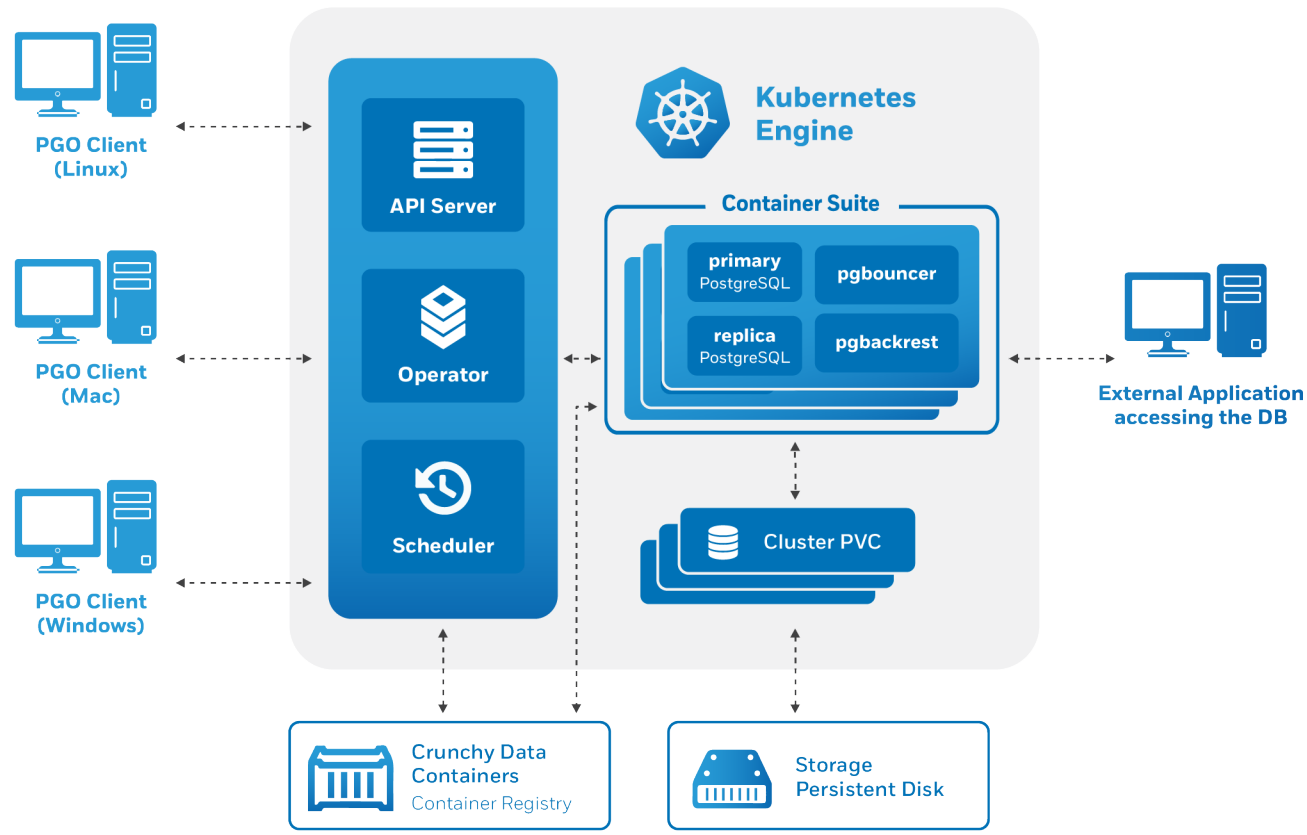 PGO Client
(Linux)
PGO Client
(Mac)
PGO Client
(Windows)
API Server
Operator
Scheduler
Kubernetes
Engine
Container Suite
primary
PostgreSQL
pgbouncer
replica
PostgreSQL
pgbackrest
Cluster PVC
External Application
accessing the DB
Crunchy Data
Containers
Container Registry
Storage
Persistent Disk